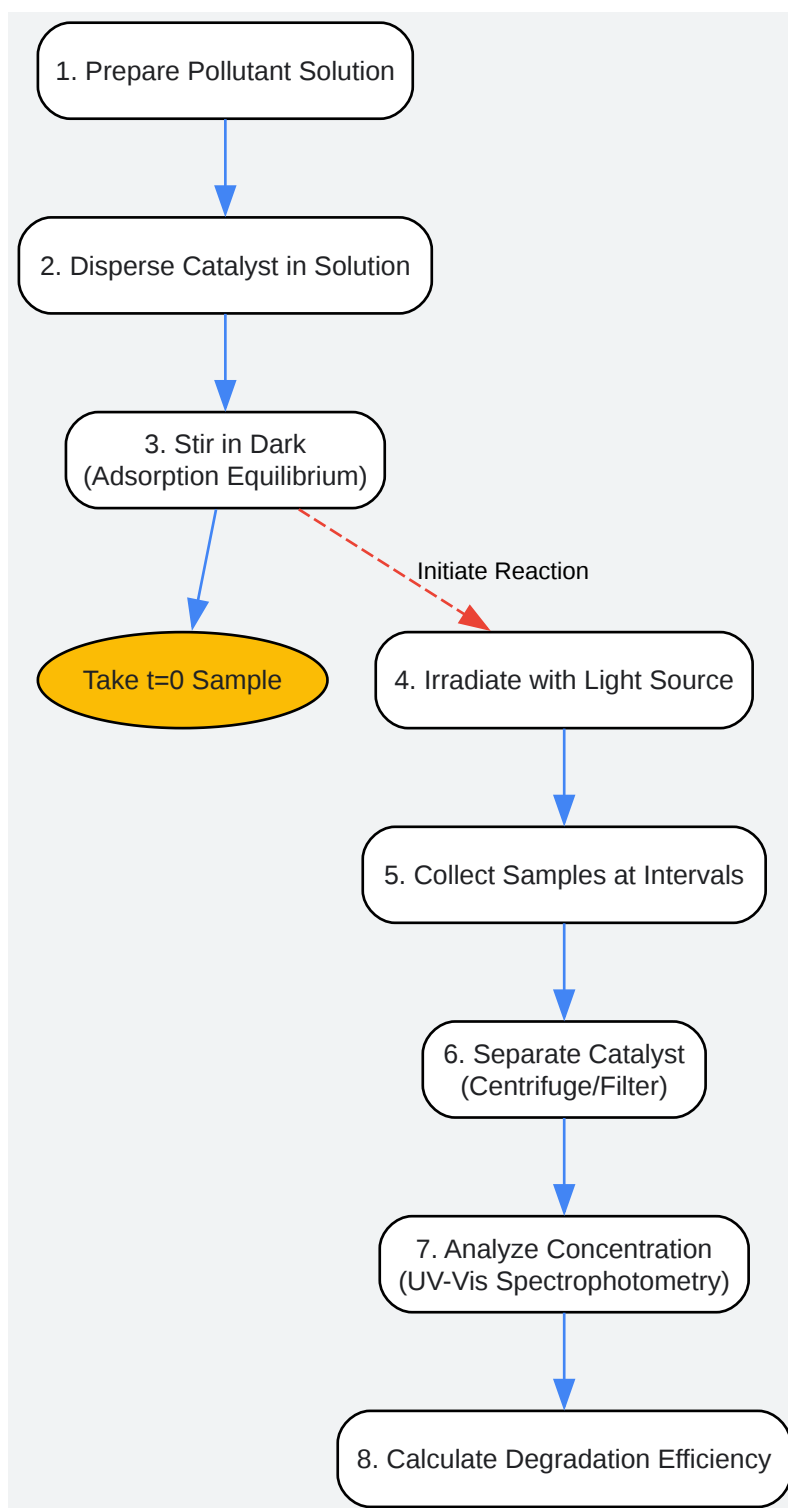 1. Prepare Pollutant Solution
2. Disperse Catalyst in Solution
3. Stir in Dark
(Adsorption Equilibrium)
Initiate Reaction
Take t=0 Sample
4. Irradiate with Light Source
5. Collect Samples at Intervals
6. Separate Catalyst
(Centrifuge/Filter)
7. Analyze Concentration
(UV-Vis Spectrophotometry)
8. Calculate Degradation Efficiency